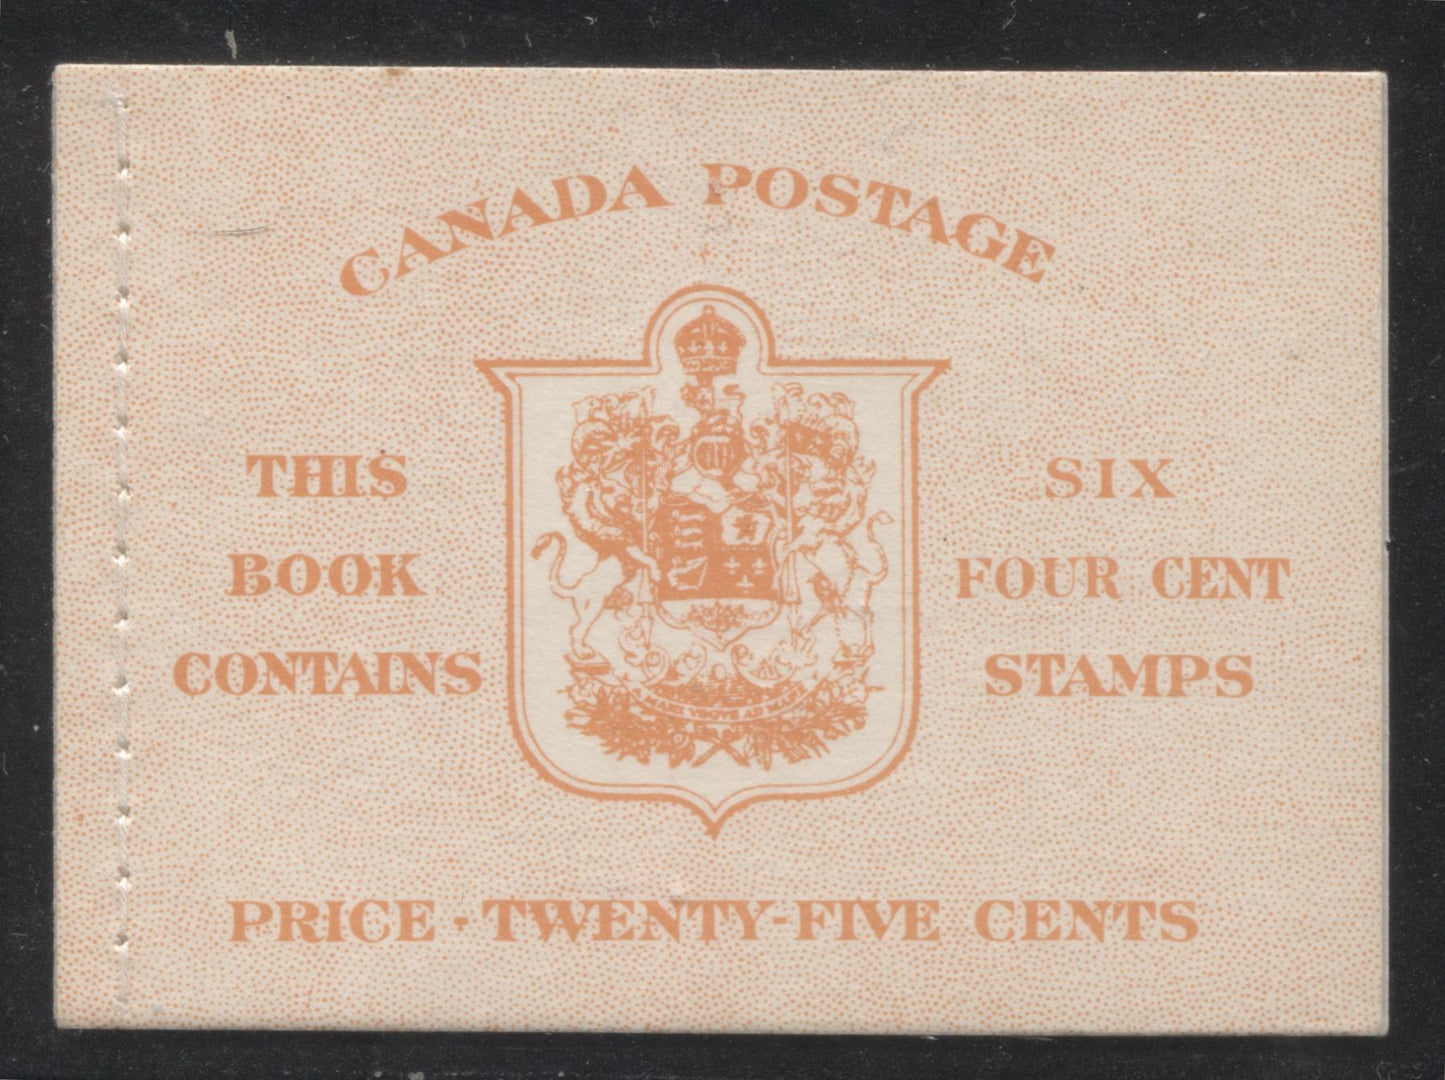 CANADA POSTAGE
THIS
BOOK
CONTAINS
SIX
FOUR CENT
STAMPS
PRICE - TWENTY-FIVE CENTS